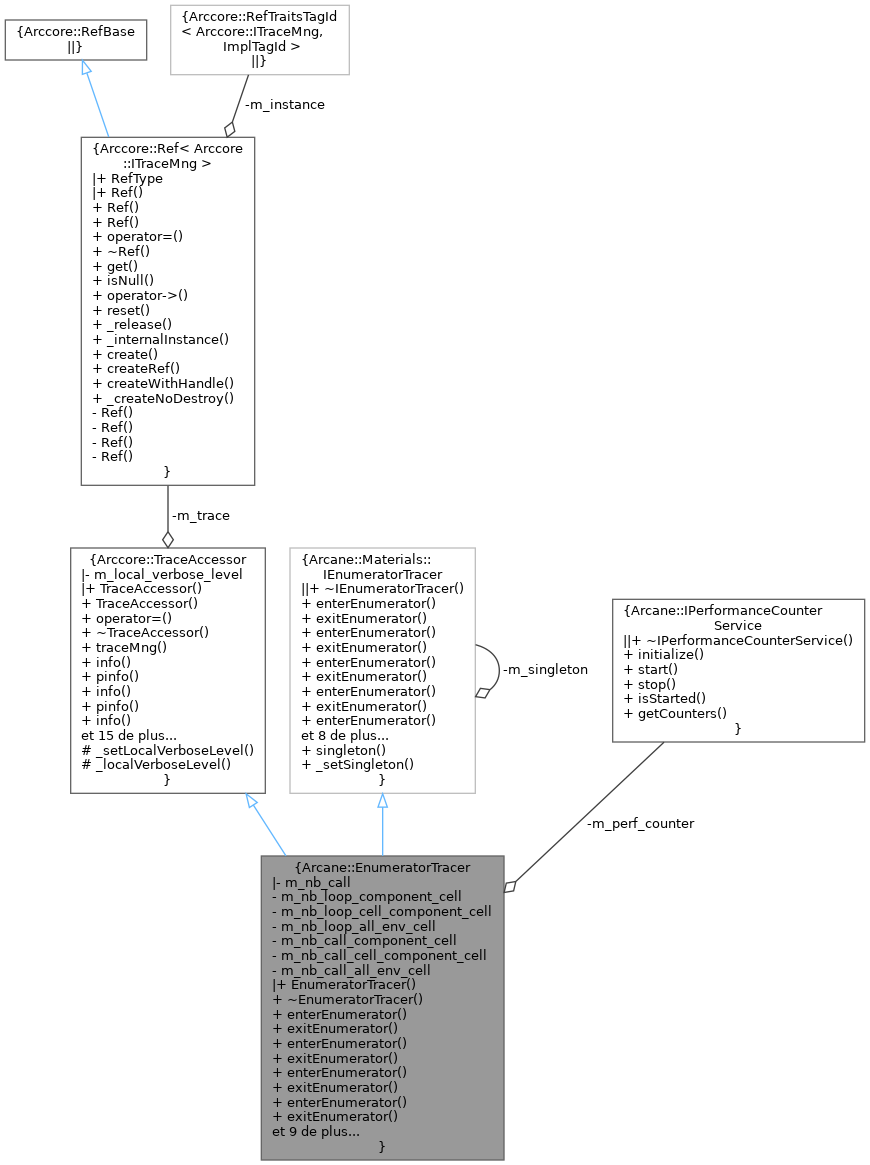 {Arccore::RefBase
||}
{Arccore::RefTraitsTagId
< Arccore::ITraceMng,
ImplTagId >
||}
-m_instance
{Arccore::Ref< Arccore
::ITraceMng >
|+ RefType
|+ Ref()
+ Ref()
+ Ref()
+ operator=()
+ ~Ref()
+ get()
+ isNull()
+ operator->()
+ reset()
+ _release()
+ _internalInstance()
+ create()
+ createRef()
+ createWithHandle()
+ _createNoDestroy()
- Ref()
- Ref()
- Ref()
- Ref()
}
-m_trace
{Arccore::TraceAccessor
|- m_local_verbose_level
|+ TraceAccessor()
+ TraceAccessor()
+ operator=()
+ ~TraceAccessor()
+ traceMng()
+ info()
+ pinfo()
+ info()
+ pinfo()
+ info()
et 15 de plus...
# _setLocalVerboseLevel()
# _localVerboseLevel()
}
{Arcane::Materials::
IEnumeratorTracer
||+ ~IEnumeratorTracer()
+ enterEnumerator()
+ exitEnumerator()
+ enterEnumerator()
+ exitEnumerator()
+ enterEnumerator()
+ exitEnumerator()
+ enterEnumerator()
+ exitEnumerator()
+ enterEnumerator()
et 8 de plus...
+ singleton()
+ _setSingleton()
}
-m_singleton
{Arcane::IPerformanceCounter
Service
||+ ~IPerformanceCounterService()
+ initialize()
+ start()
+ stop()
+ isStarted()
+ getCounters()
}
-m_perf_counter
{Arcane::EnumeratorTracer
|- m_nb_call
- m_nb_loop_component_cell
- m_nb_loop_cell_component_cell
- m_nb_loop_all_env_cell
- m_nb_call_component_cell
- m_nb_call_cell_component_cell
- m_nb_call_all_env_cell
|+ EnumeratorTracer()
+ ~EnumeratorTracer()
+ enterEnumerator()
+ exitEnumerator()
+ enterEnumerator()
+ exitEnumerator()
+ enterEnumerator()
+ exitEnumerator()
+ enterEnumerator()
+ exitEnumerator()
et 9 de plus...
}